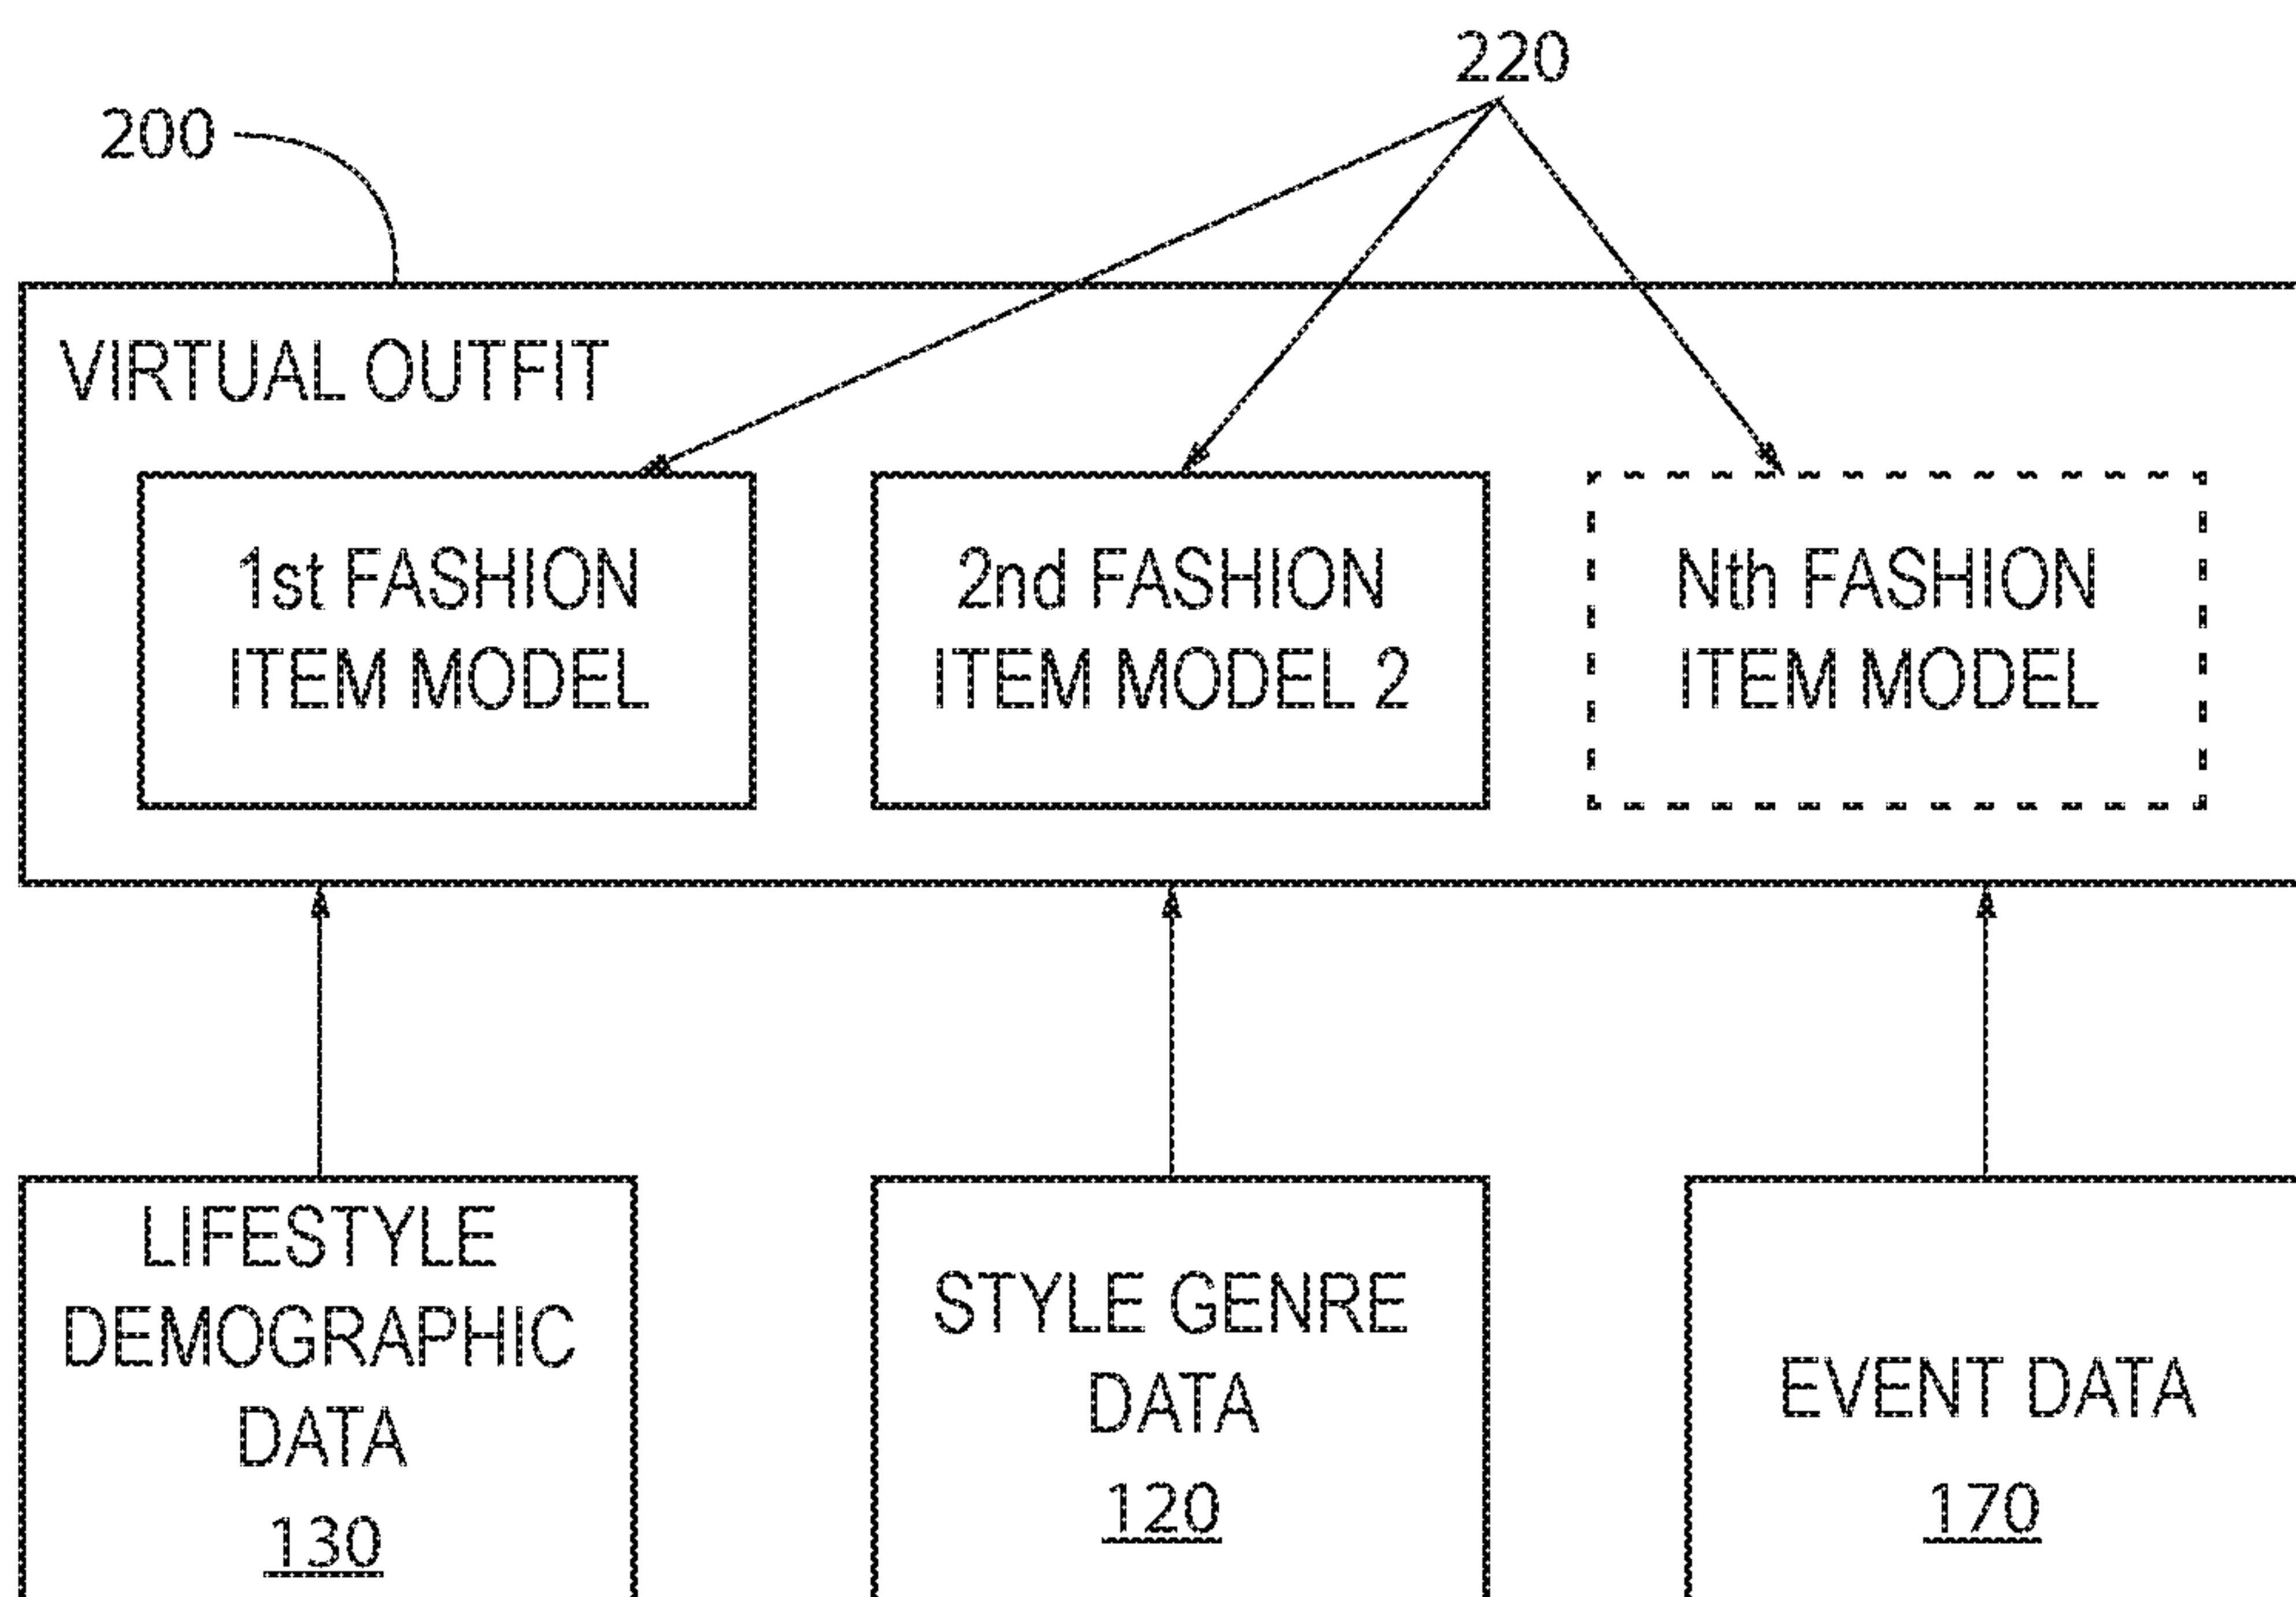 220
200
VIRTUAL OUTFIT
1st FASHION
ITEM MODEL
2nd FASHION
ITEM MODEL 2
Nth FASHION
ITEM MODEL
LIFESTYLE
DEMOGRAPHIC
DATA
130
STYLE GENRE
DATA
120
EVENT DATA
170